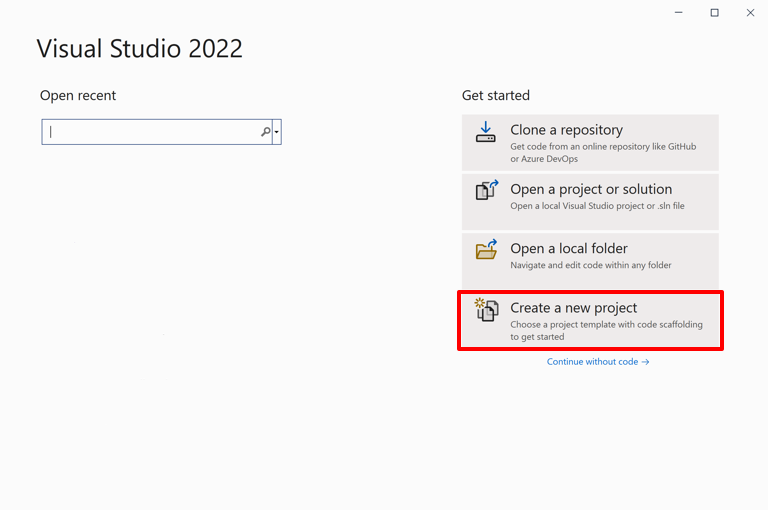 Visual Studio 2022
Open recent
Get started
Clone a repository
Get code from an online repository like GitHub
or Azure DevOps
Open a project or solution
Open a local Visual Studio project or .sln file
Open a local folder
Navigate and edit code within any folder
Create a new project
Choose a project template with code scaffolding
to get started
Continue without code →